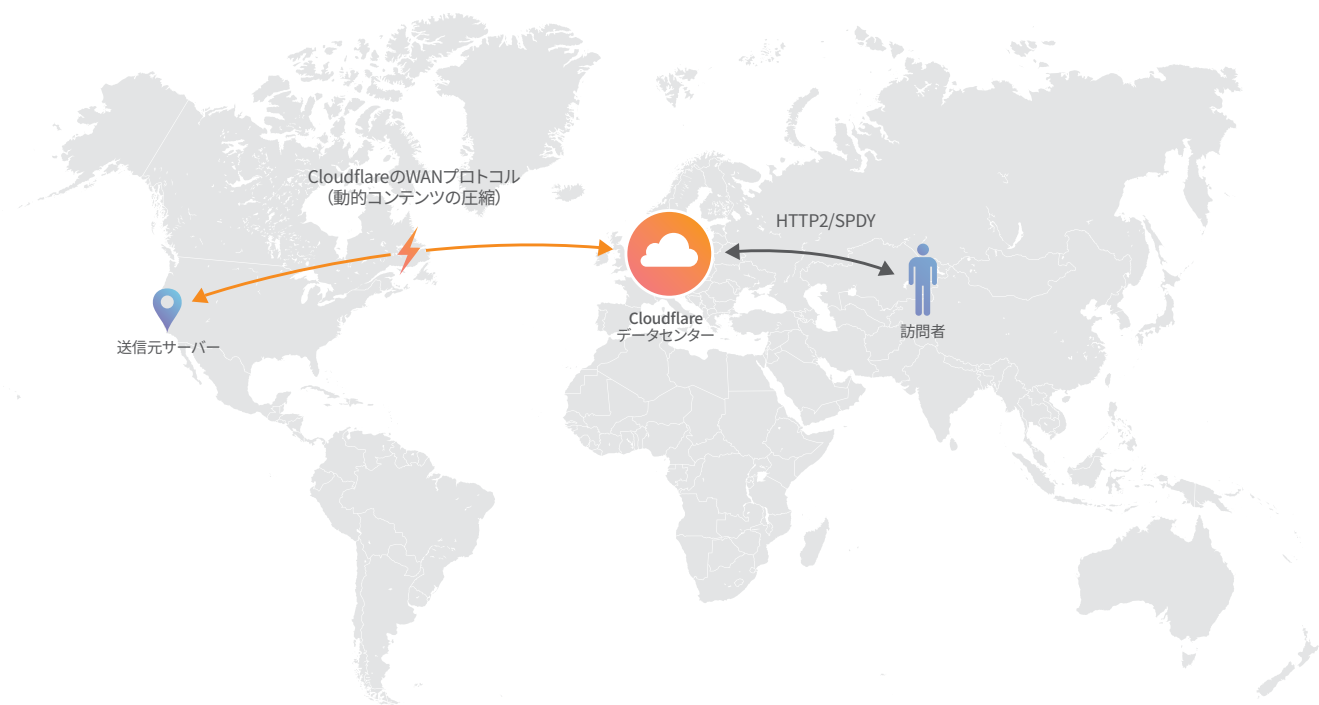 CloudflareのWANプロトコル
（動的コンテンツの圧縮）
HTTP2/SPDY
Cloudflare
データセンター
訪問者
送信元サーバー